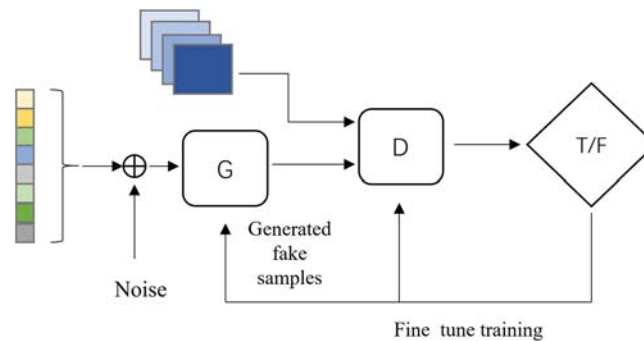 G
D
T/F
Generated
fake
samples
Noise
Fine tune training